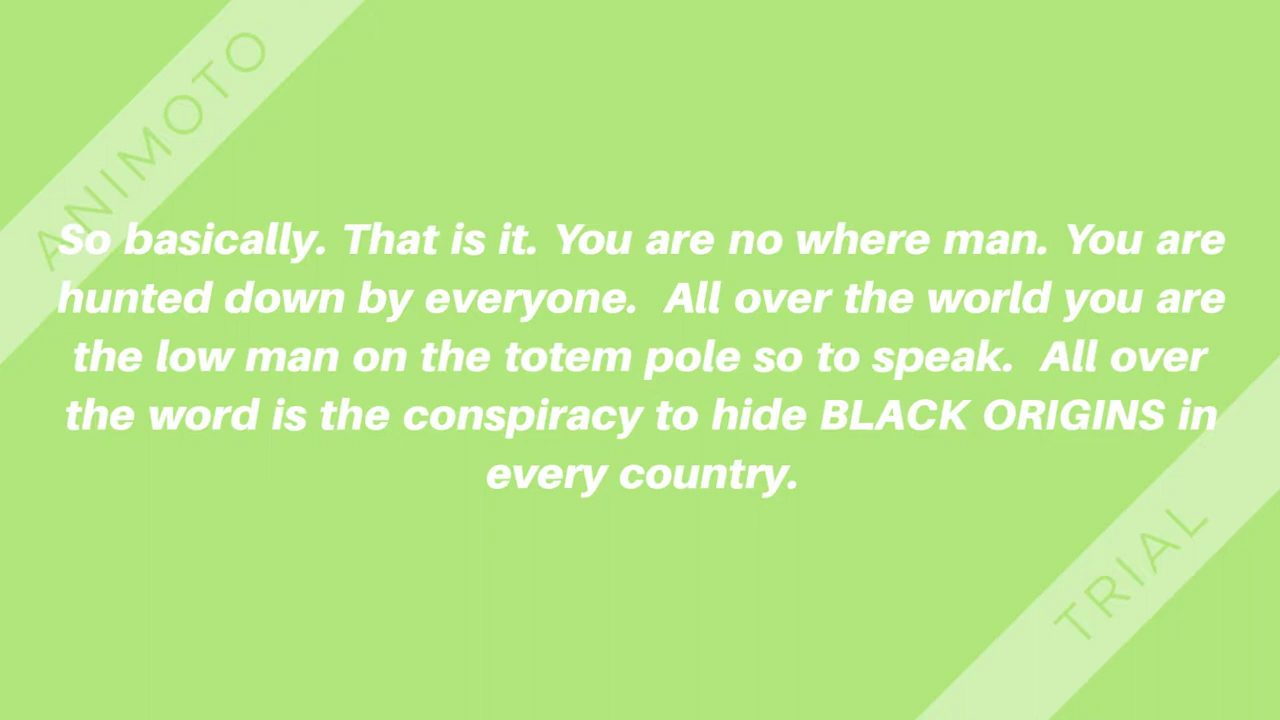 ANIMOTO
So basically. That is it. You are no where man. You are
hunted down by everyone.  All over the world you are
the low man on the totem pole so to speak.  All over
the word is the conspiracy to hide BLACK ORIGINS in
every country.
TRIAL